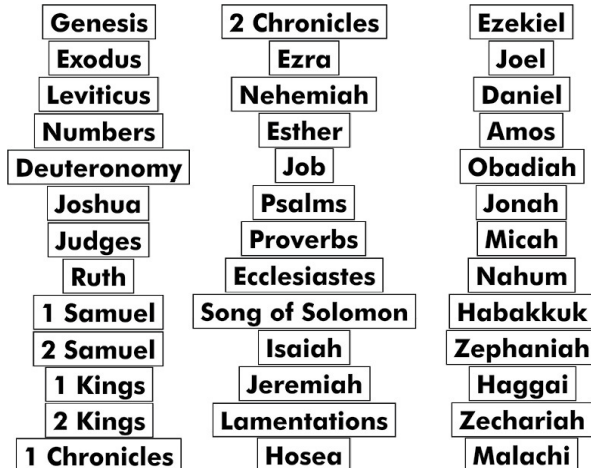 Genesis
Exodus
Leviticus
Numbers
Deuteronomy
Joshua
Judges
Ruth
1 Samuel
2 Samuel
1 Kings
2 Kings
1 Chronicles
2 Chronicles
Ezra
Nehemiah
Esther
Job
Psalms
Proverbs
Ecclesiastes
Song of Solomon
Isaiah
Jeremiah
Lamentations
Hosea
Ezekiel
Joel
Daniel
Amos
Obadiah
Jonah
Micah
Nahum
Habakkuk
Zephaniah
Haggai
Zechariah
Malachi